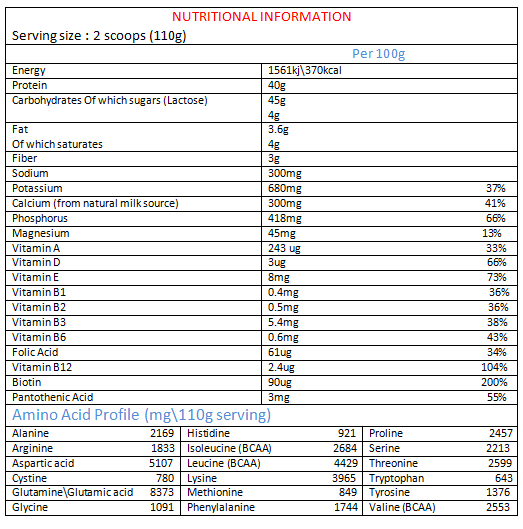 NUTRITIONAL INFORMATION
Serving size : 2 scoops (110g)
Per 100g
Energy 1561kj\370kcal
Protein 40g
Carbohydrates Of which sugars (Lactose) 45g
4g
Fat 3.6g
Of which saturates 4g
Fiber 3g
Sodium 300mg
Potassium 680mg 37%
Calcium (from natural milk source) 300mg 41%
Phosphorus 418mg 66%
Magnesium 45mg 13%
Vitamin A 243 ug 33%
Vitamin D 3ug 66%
Vitamin E 8mg 73%
Vitamin B1 0.4mg 36%
Vitamin B2 0.5mg 36%
Vitamin B3 5.4mg 38%
Vitamin B6 0.6mg 43%
Folic Acid 61ug 34%
Vitamin B12 2.4ug 104%
Biotin 90ug 200%
Pantothenic Acid 3mg 55%
Amino Acid Profile (mg\110g serving)
Alanine 2169 Histidine 921 Proline 2457
Arginine 1833 Isoleucine (BCAA) 2684 Serine 2213
Aspartic acid 5107 Leucine (BCAA) 4429 Threonine 2599
Cystine 780 Lysine 3965 Tryptophan 643
Glutamine\Glutamic acid 8373 Methionine 849 Tyrosine 1376
Glycine 1091 Phenylalanine 1744 Valine (BCAA) 2553